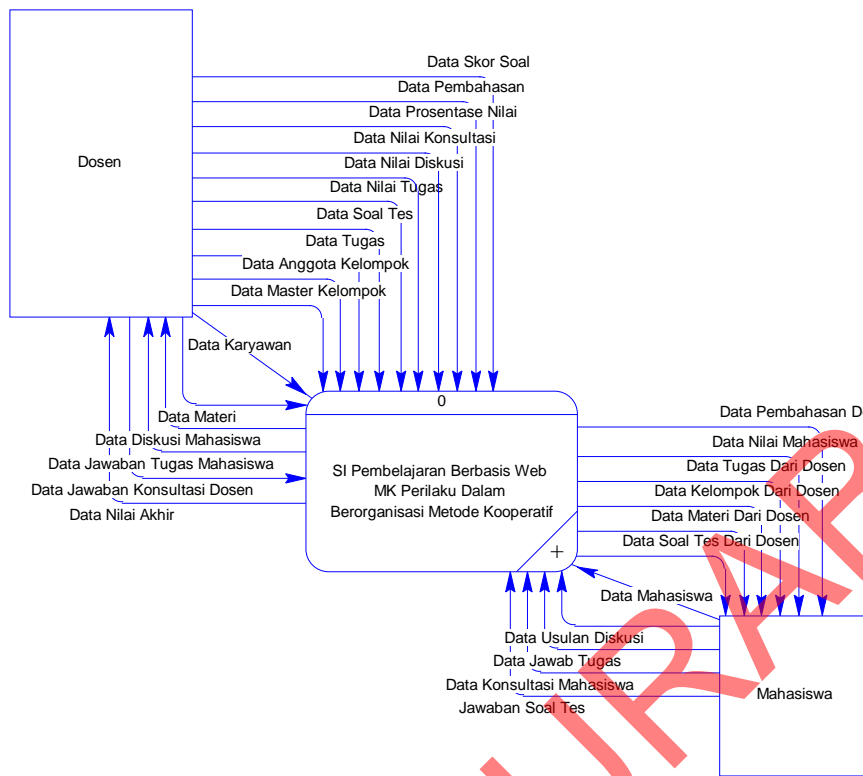 Data Skor Soal
Data Pembahasan
Data Prosentase Nilai
Data Nilai Konsultasi
Dosen
Data Nilai Diskusi
Data Nilai Tugas
Data Soal Tes
Data Tugas
Data Anggota Kelompok
Data Master Kelompok
Data Karyawan
Data Materi
Data Diskusi Mahasiswa
Data Jawaban Tugas Mahasiswa
Data Jawaban Konsultasi Dosen
Data Nilai Akhir
0
SI Pembelajaran Berbasis Web
MK Perilaku Dalam
Berorganisasi Metode Kooperatif
+
Data Pembahasan D
Data Nilai Mahasiswa
Data Tugas Dari Dosen
Data Kelompok Dari Dosen
Data Materi Dari Dosen
Data Soal Tes Dari Dosen
Data Mahasiswa
Data Usulan Diskusi
Data Jawab Tugas
Data Konsultasi Mahasiswa
Jawaban Soal Tes
Mahasiswa
URAP